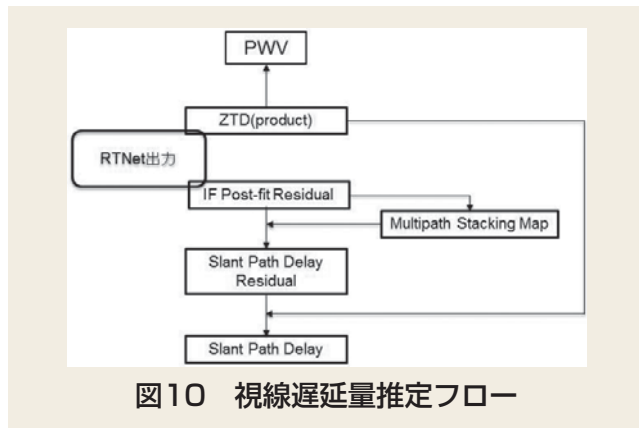 PWV
ZTD(product)
RTNet出力
IF Post-fit Residual
Multipath Stacking Map
Slant Path Delay
Residual
Slant Path Delay
図10　視線遅延量推定フロー